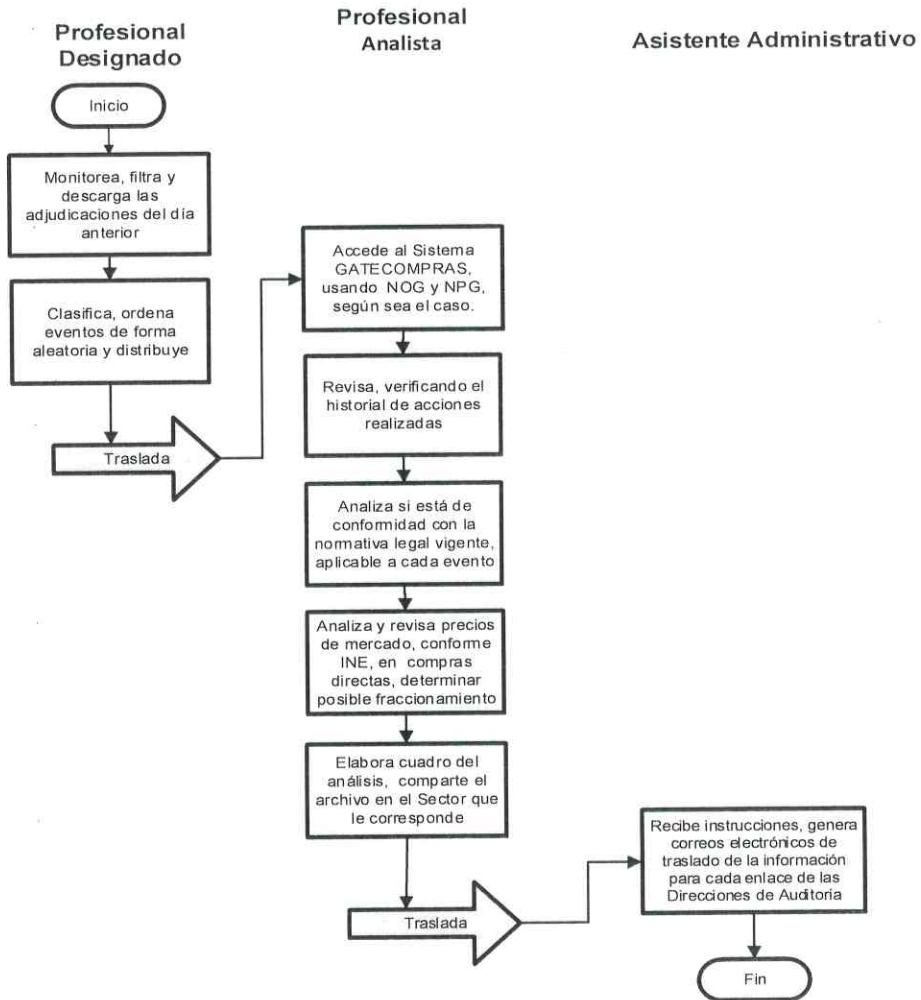 Profesional
Designado
Profesional
Analista
Asistente Administrativo
Inicio
Monitorea, filtra y
descarga las
adjudicaciones del día
anterior
Clasifica, ordena
eventos de forma
aleatoria y distribuye
Traslada
Accede al Sistema
GATECOMPRAS,
usando NOG y NPG,
según sea el caso.
Revisa, verificando el
historial de acciones
realizadas
Analiza si está de
conformidad con la
normativa legal vigente,
aplicable a cada evento
Analiza y revisa precios
de mercado, conforme
INE, en compras
directas, determinar
posible fraccionamiento
Elabora cuadro del
análisis, comparte el
archivo en el Sector que
le corresponde
Traslada
Recibe instrucciones, genera
correos electrónicos de
traslado de la información
para cada enlace de las
Direcciones de Auditoria
Fin